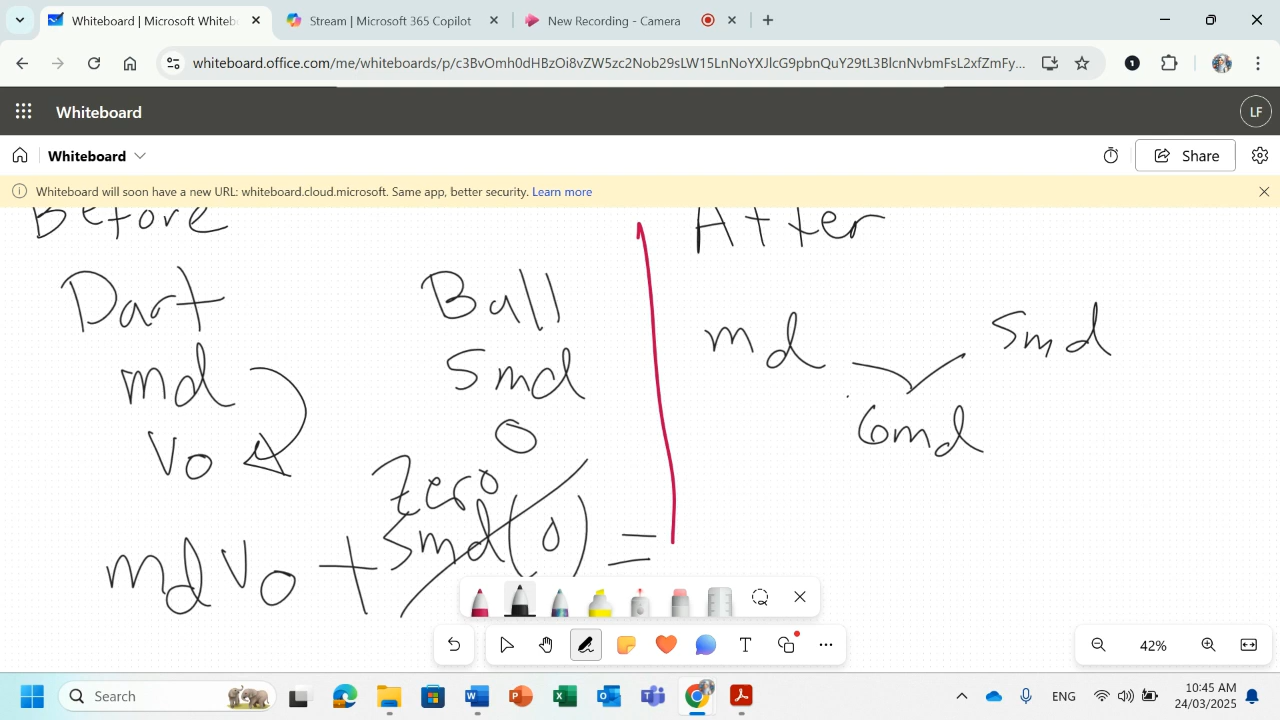 Whiteboard | Microsoft Whiteb
Stream | Microsoft 365 Copilot
New Recording - Camera
whiteboard.office.com/me/whiteboards/p/c3BvOmh0dHBzOi8vZW5zc2Nob29sLW15LnNoYXJlcG9pbnQuY29tL3BlcnNvbmFsL2xfZmFy...
1
Whiteboard
LF
Whiteboard
Share
Whiteboard will soon have a new URL: whiteboard.cloud.microsoft. Same app, better security. Learn more
Before
After
Dart
Ball
md
5md
md
5md
Vo
0
6md
Zero
mdVo + 5md(0) =
42%
Search
ENG
10:45 AM
24/03/2025